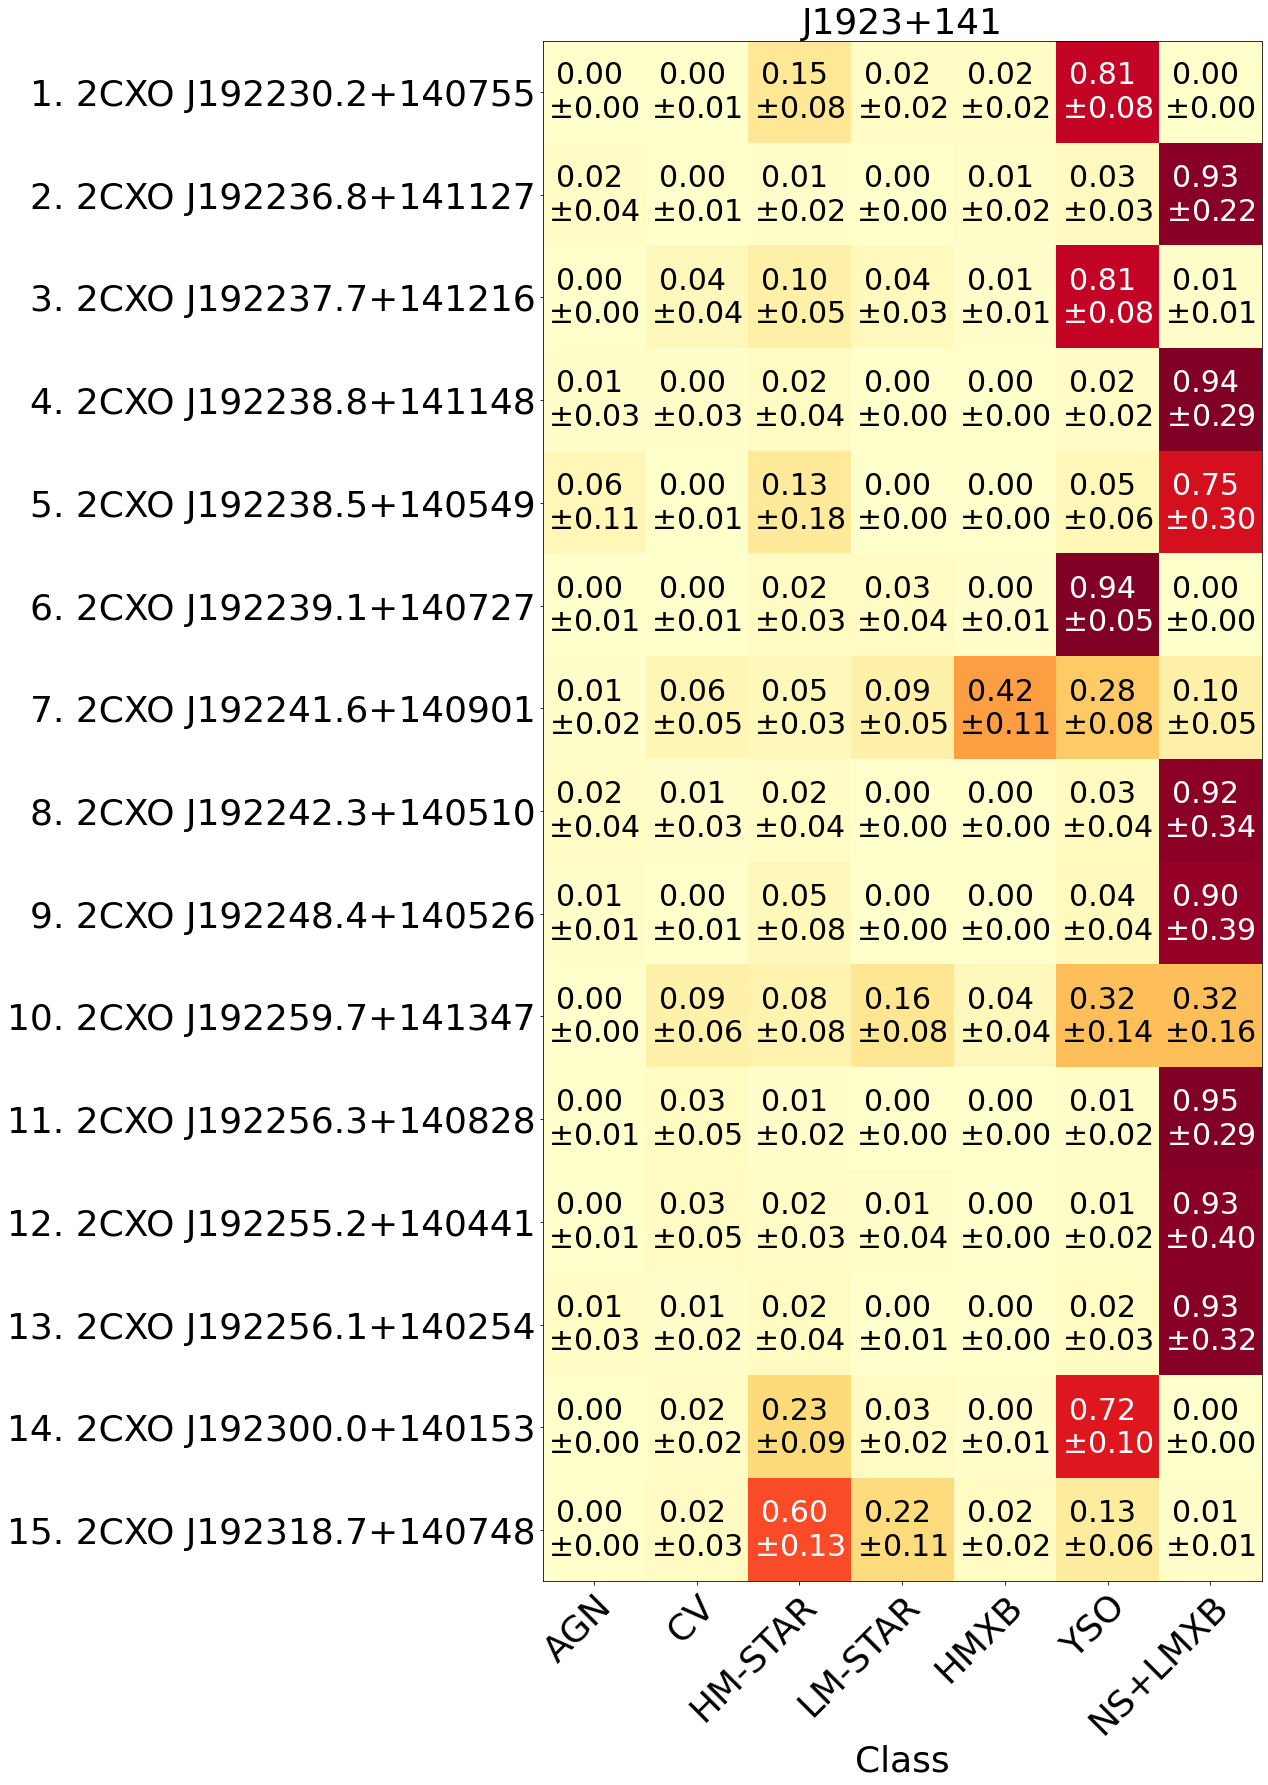 J1923+141
1. 2CXO J192230.2+140755
0.00 0.00 0.15 0.02 0.02 0.81 0.00
±0.00 ±0.01 ±0.08 ±0.02 ±0.02 ±0.08 ±0.00
2. 2CXO J192236.8+141127
0.02 0.00 0.01 0.00 0.01 0.03 0.93
±0.04 ±0.01 ±0.02 ±0.00 ±0.02 ±0.03 ±0.22
3. 2CXO J192237.7+141216
0.00 0.04 0.10 0.04 0.01 0.81 0.01
±0.00 ±0.04 ±0.05 ±0.03 ±0.01 ±0.08 ±0.01
4. 2CXO J192238.8+141148
0.01 0.00 0.02 0.00 0.00 0.02 0.94
±0.03 ±0.03 ±0.04 ±0.00 ±0.00 ±0.02 ±0.29
5. 2CXO J192238.5+140549
0.06 0.00 0.13 0.00 0.00 0.05 0.75
±0.11 ±0.01 ±0.18 ±0.00 ±0.00 ±0.06 ±0.30
6. 2CXO J192239.1+140727
0.00 0.00 0.02 0.03 0.00 0.94 0.00
±0.01 ±0.01 ±0.03 ±0.04 ±0.01 ±0.05 ±0.00
7. 2CXO J192241.6+140901
0.01 0.06 0.05 0.09 0.42 0.28 0.10
±0.02 ±0.05 ±0.03 ±0.05 ±0.11 ±0.08 ±0.05
8. 2CXO J192242.3+140510
0.02 0.01 0.02 0.00 0.00 0.03 0.92
±0.04 ±0.03 ±0.04 ±0.00 ±0.00 ±0.04 ±0.34
9. 2CXO J192248.4+140526
0.01 0.00 0.05 0.00 0.00 0.04 0.90
±0.01 ±0.01 ±0.08 ±0.00 ±0.00 ±0.04 ±0.39
10. 2CXO J192259.7+141347
0.00 0.09 0.08 0.16 0.04 0.32 0.32
±0.00 ±0.06 ±0.08 ±0.08 ±0.04 ±0.14 ±0.16
11. 2CXO J192256.3+140828
0.00 0.03 0.01 0.00 0.00 0.01 0.95
±0.01 ±0.05 ±0.02 ±0.00 ±0.00 ±0.02 ±0.29
12. 2CXO J192255.2+140441
0.00 0.03 0.02 0.01 0.00 0.01 0.93
±0.01 ±0.05 ±0.03 ±0.04 ±0.00 ±0.02 ±0.40
13. 2CXO J192256.1+140254
0.01 0.01 0.02 0.00 0.00 0.02 0.93
±0.03 ±0.02 ±0.04 ±0.01 ±0.00 ±0.03 ±0.32
14. 2CXO J192300.0+140153
0.00 0.02 0.23 0.03 0.00 0.72 0.00
±0.00 ±0.02 ±0.09 ±0.02 ±0.01 ±0.10 ±0.00
15. 2CXO J192318.7+140748
0.00 0.02 0.60 0.22 0.02 0.13 0.01
±0.00 ±0.03 ±0.13 ±0.11 ±0.02 ±0.06 ±0.01
AGN CV HM-STAR LM-STAR HMXB YSO NS+LMXB
Class